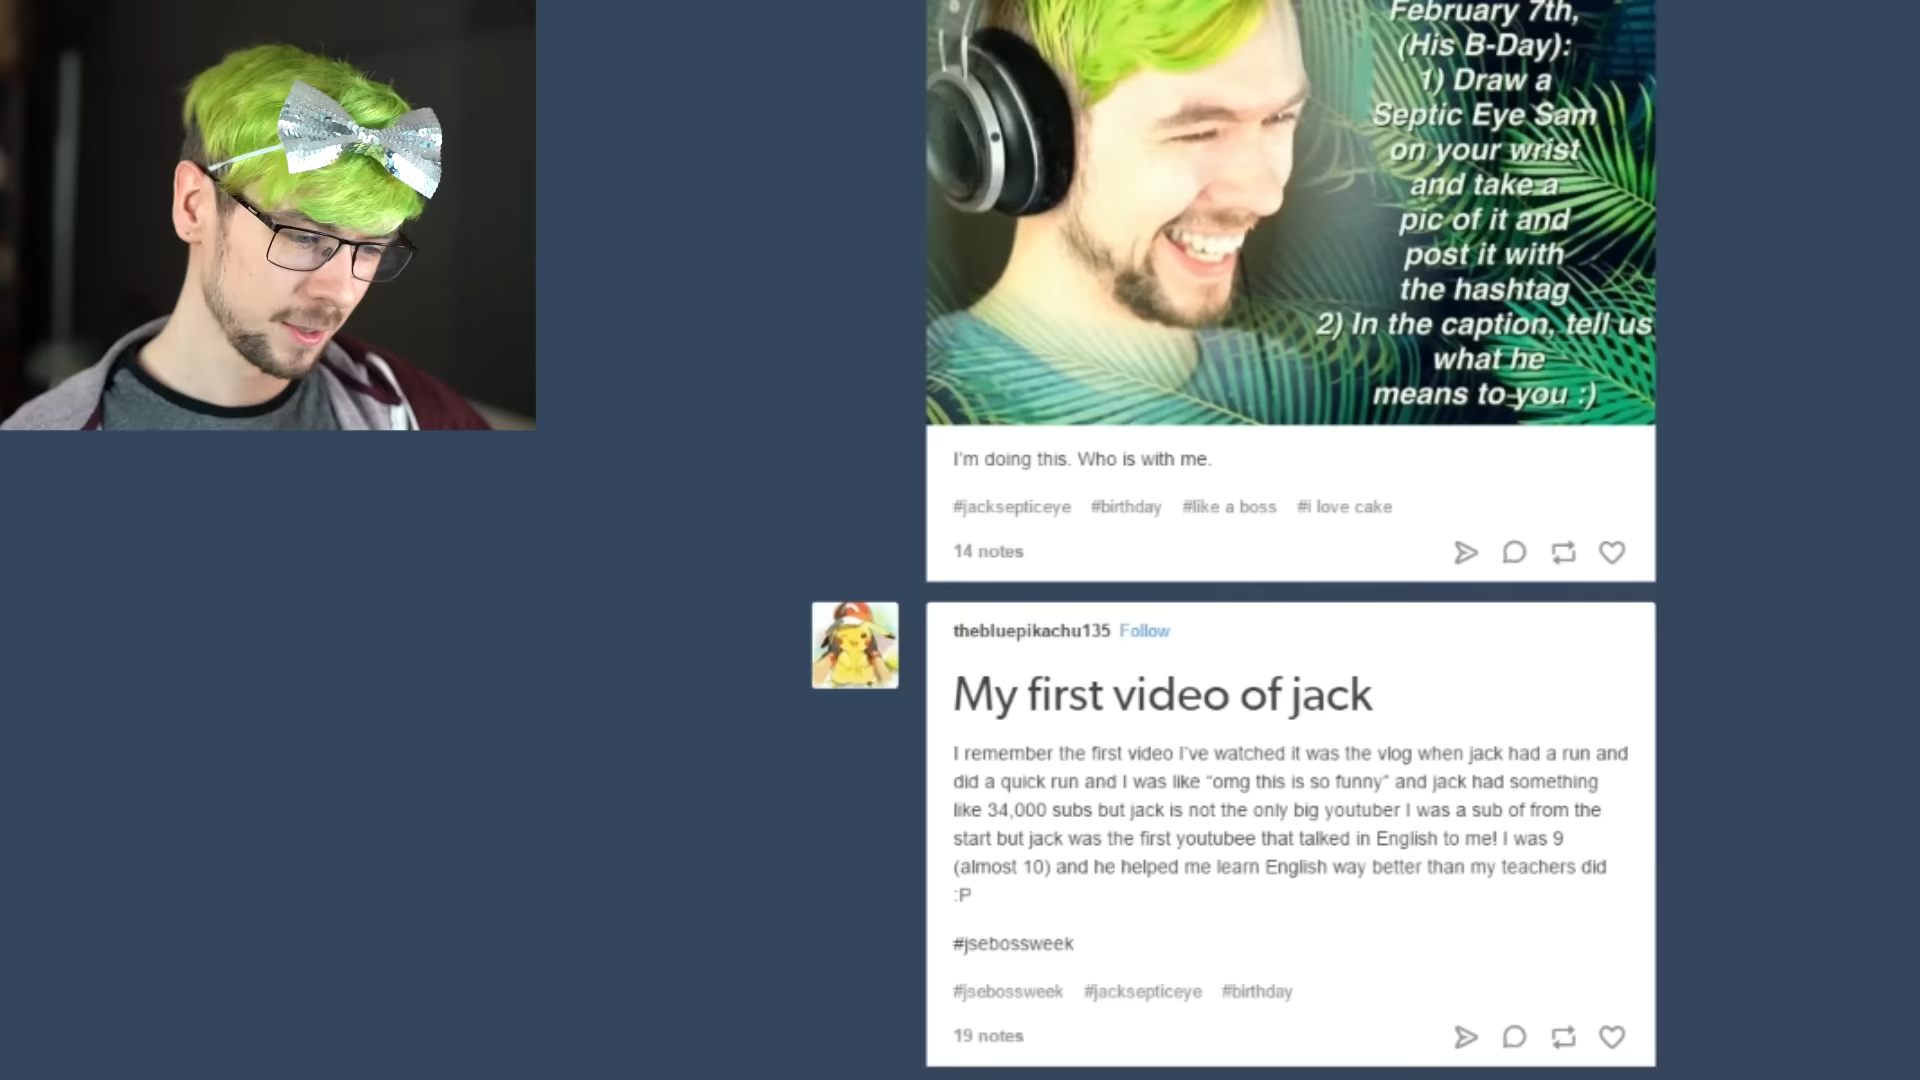 February 7th,
(His B-Day):
1) Draw a
Septic Eye Sam
on your wrist
and take a
pic of it and
post it with
the hashtag
2) In the caption, tell us
what he
means to you :)
I'm doing this. Who is with me.
#jacksepticeye #birthday #like a boss #i love cake
14 notes
thebluepikachu135 Follow
My first video of jack
I remember the first video I've watched it was the vlog when jack had a run and
did a quick run and I was like “omg this is so funny” and jack had something
like 34,000 subs but jack is not the only big youtuber I was a sub of from the
start but jack was the first youtubee that talked in English to me! I was 9
(almost 10) and he helped me learn English way better than my teachers did
:P
#jsebossweek
#jsebossweek #jacksepticeye #birthday
19 notes